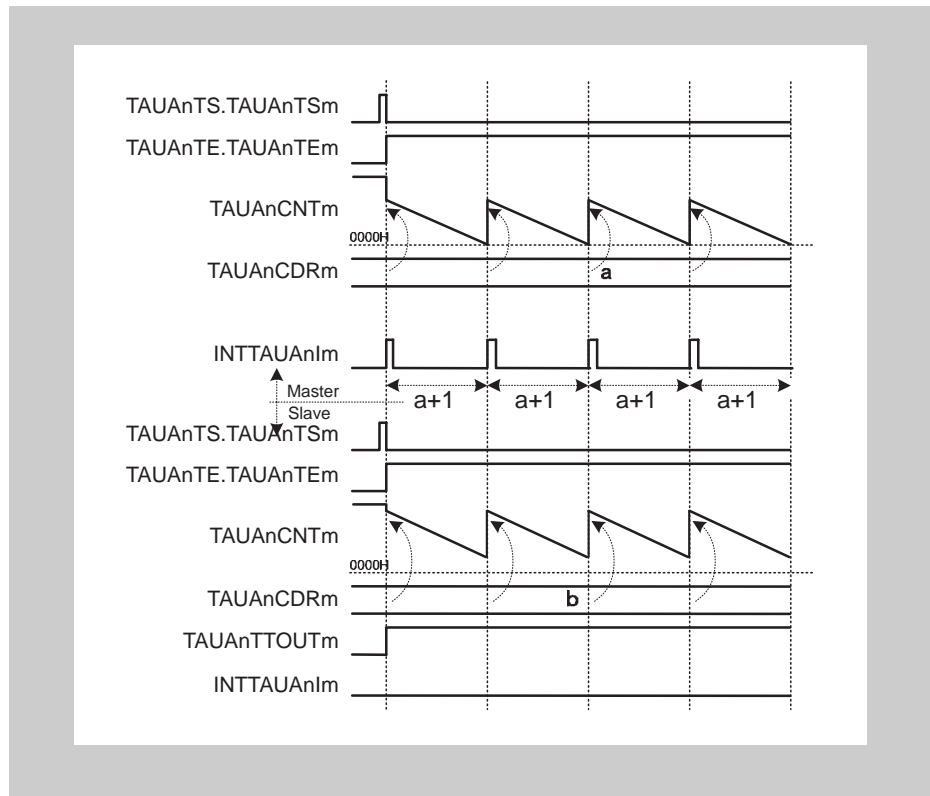 TAUAnTS.TAUAnTSm
TAUAnTE.TAUAnTEm
TAUAnCNTm
0000H
TAUAnCDRm
a
INTTAUAnIm
Master
a+1 a+1 a+1 a+1
Slave
TAUAnTS.TAUAnTSm
TAUAnTE.TAUAnTEm
TAUAnCNTm
0000H
TAUAnCDRm
b
TAUAnTTOUTm
INTTAUAnIm